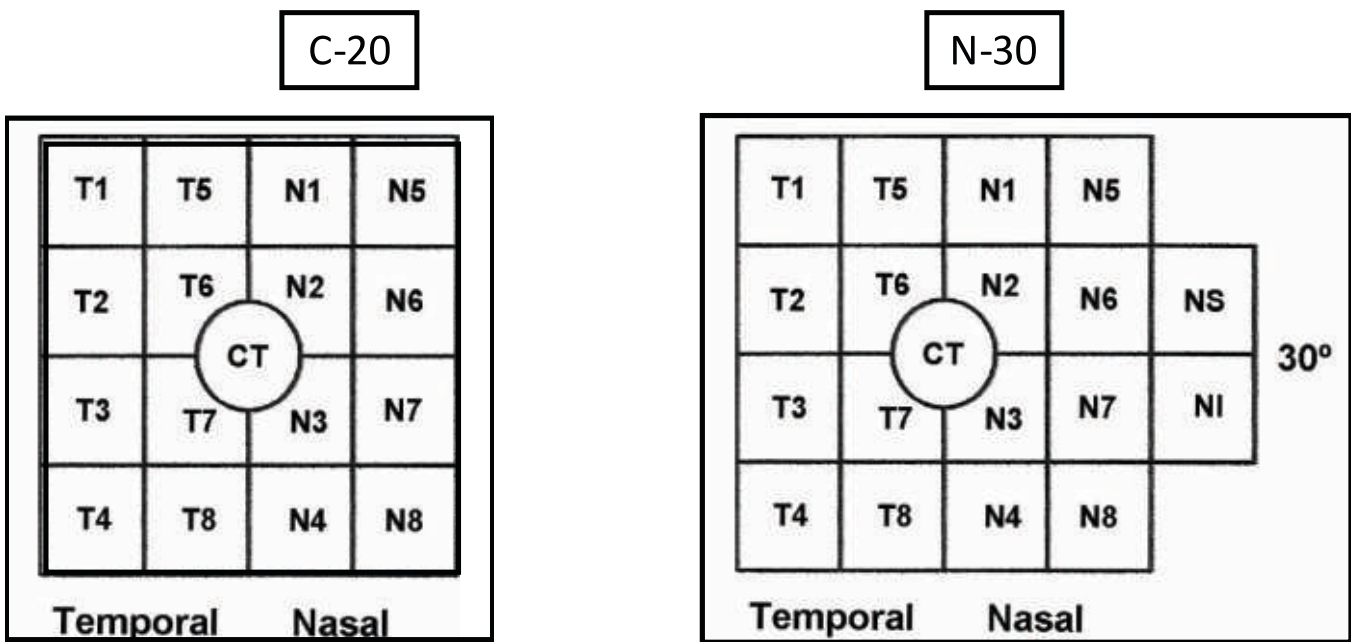 C-20
T1 T5 N1 N5
T2 T6 N2 N6
CT
T3 T7 N3 N7
T4 T8 N4 N8
Temporal Nasal
N-30
T1 T5 N1 N5
T2 T6 N2 N6 NS
CT
30º
T3 T7 N3 N7 NI
T4 T8 N4 N8
Temporal Nasal